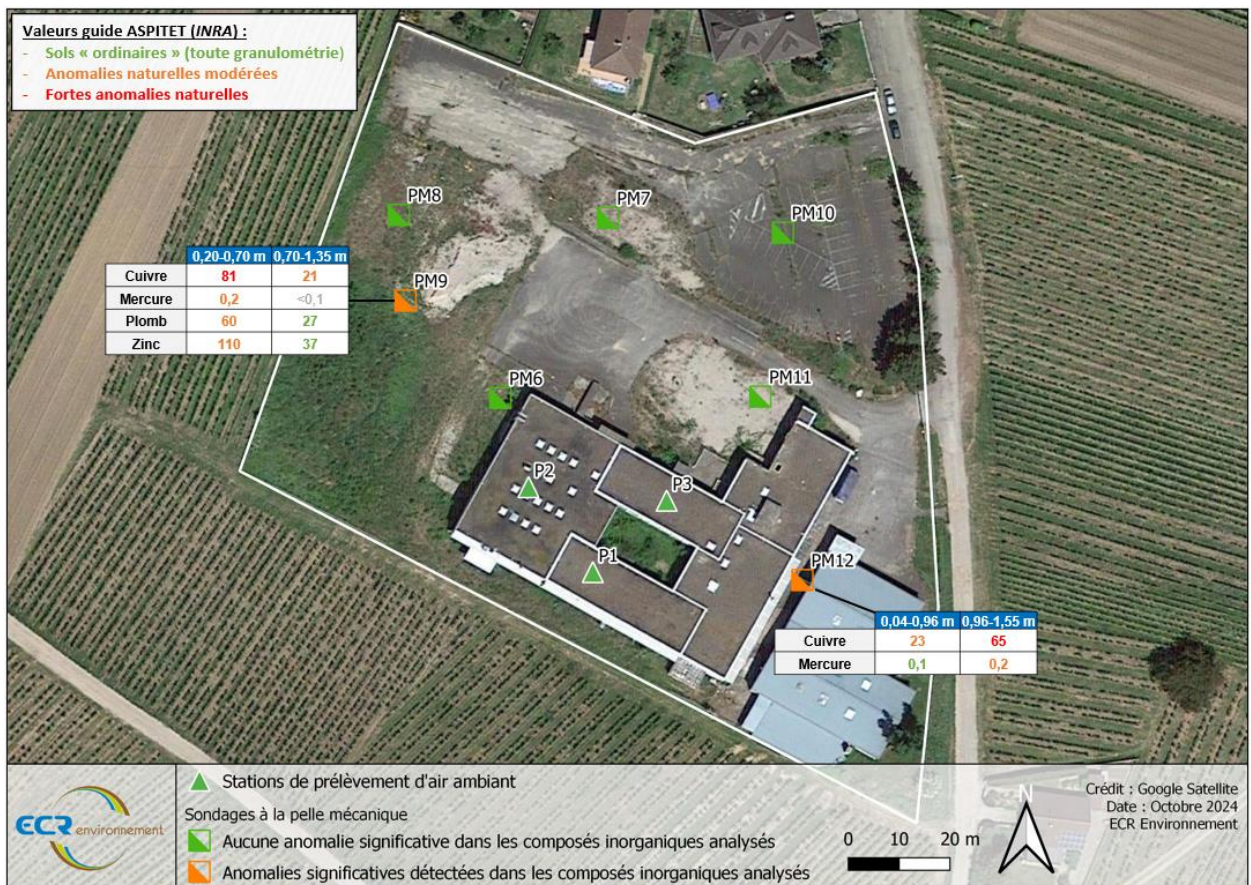 Valeurs guide ASPITET (INRA) :
- Sols « ordinaires » (toute granulométrie)
- Anomalies naturelles modérées
- Fortes anomalies naturelles
PM8
PM7
PM10
0,20-0,70 m 0,70-1,35 m
Cuivre 81 21
Mercure 0,2 <0,1
Plomb 60 27
Zinc 110 37
PM9
PM6
PM11
P2
P3
P1
PM12
0,04-0,96 m 0,96-1,55 m
Cuivre 23 65
Mercure 0,1 0,2
ECR environnement
Stations de prélèvement d'air ambiant
Sondages à la pelle mécanique
Aucune anomalie significative dans les composés inorganiques analysés
Anomalies significatives détectées dans les composés inorganiques analysés
0 10 20 m
N
Crédit : Google Satellite
Date : Octobre 2024
ECR Environnement